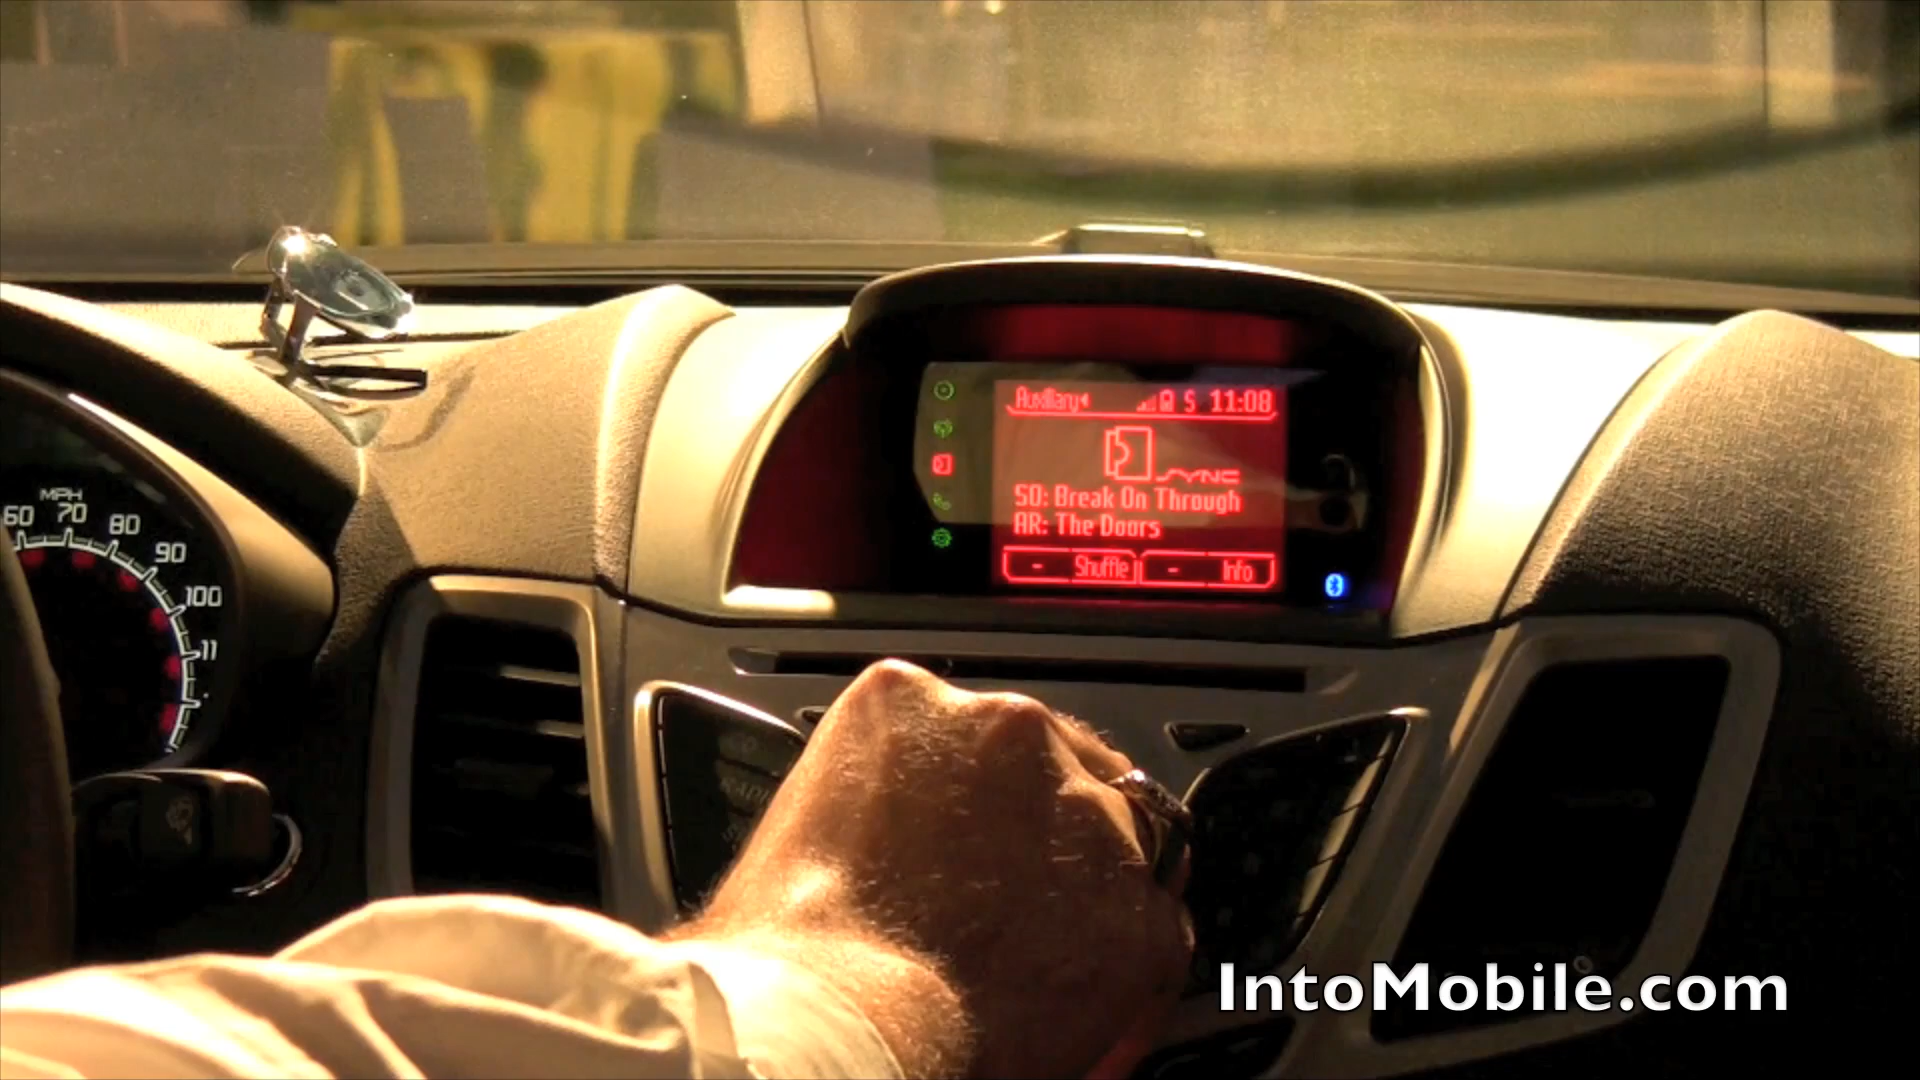 Auxiliary S 11:08
SYNC
SO: Break On Through
AR: The Doors
- Shuffle - Info
MPH
60 70 80
90
100
11
IntoMobile.com